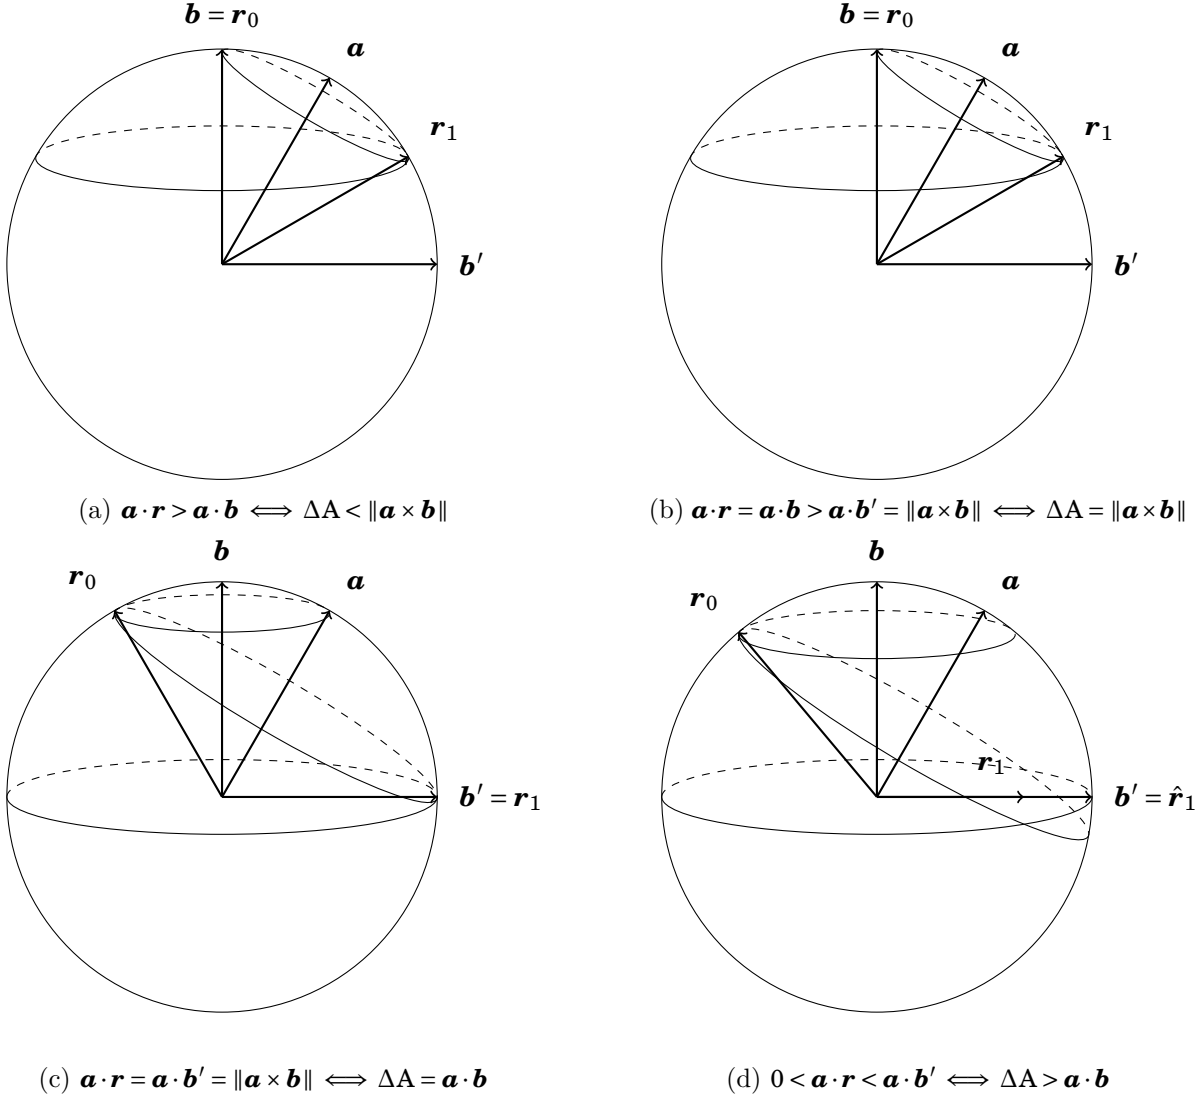 𝒃 = 𝒓₀ 𝒃 = 𝒓₀
𝒂 𝒂
𝒓₁ 𝒓₁
𝒃′ 𝒃′
(a) 𝒂 · 𝒓 > 𝒂 · 𝒃 ⟺ ΔA < ‖𝒂 × 𝒃‖
(b) 𝒂 · 𝒓 = 𝒂 · 𝒃 > 𝒂 · 𝒃′ = ‖𝒂 × 𝒃‖ ⟺ ΔA = ‖𝒂 × 𝒃‖
𝒃 𝒃
𝒓₀ 𝒂 𝒂
𝒓₀
𝒓₁
𝒃′ = 𝒓₁ 𝒃′ = 𝒓̂₁
(c) 𝒂 · 𝒓 = 𝒂 · 𝒃′ = ‖𝒂 × 𝒃‖ ⟺ ΔA = 𝒂 · 𝒃
(d) 0 < 𝒂 · 𝒓 < 𝒂 · 𝒃′ ⟺ ΔA > 𝒂 · 𝒃